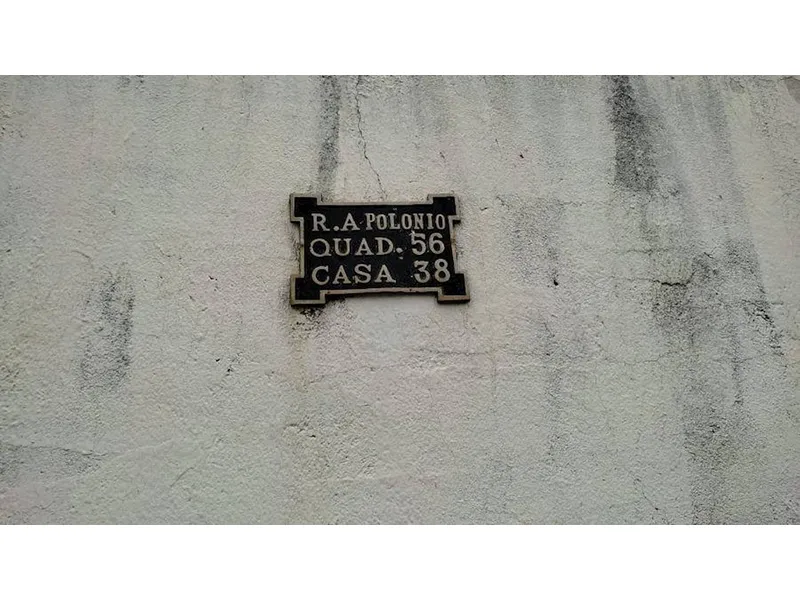 R. A POLONIO
QUAD. 56
CASA 38